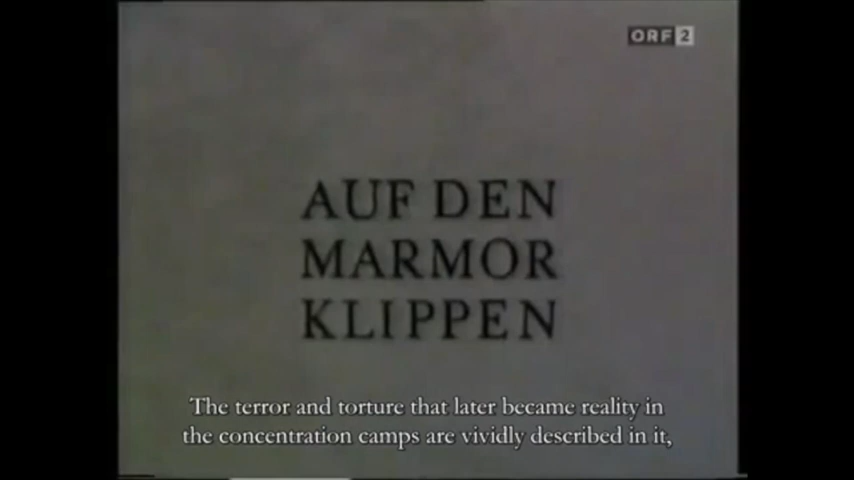 ORF 2
AUF DEN
MARMOR
KLIPPEN
The terror and torture that later became reality in
the concentration camps are vividly described in it,